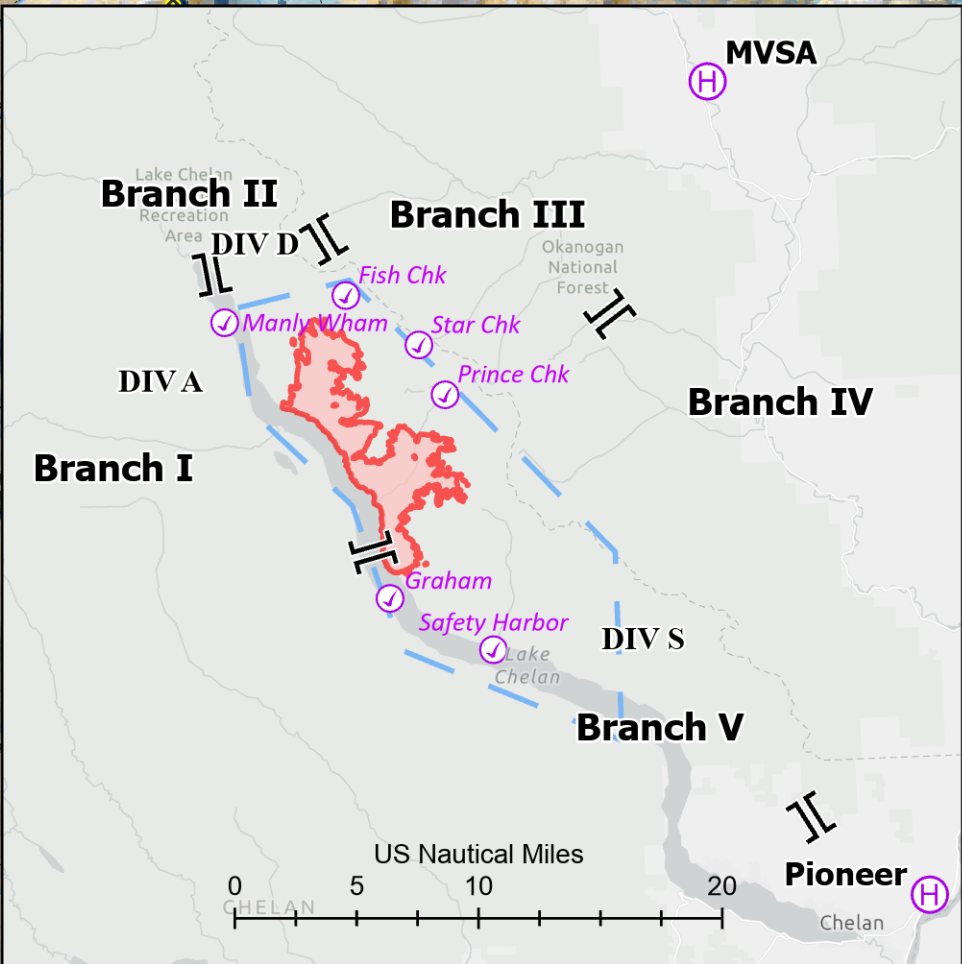 MVSA
H
Lake Chelan
Branch II
Recreation
Area
DIV D
Branch III
Okanogan
National
Forest
Fish Chk
Manly Wham
Star Chk
Prince Chk
DIV A
Branch IV
Branch I
Graham
Safety Harbor
Lake
Chelan
DIV S
Branch V
US Nautical Miles
0 5 10 20
CHELAN
Pioneer
H
Chelan